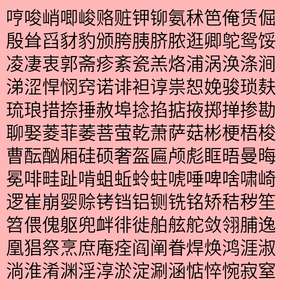 哼唆峭唧峻赂赃钾铆氨秫笆俺赁倔
殷耸舀豺豹颁胯胰脐脓逛卿鸵鸳馁
凌凄衷郭斋疹紊瓷羔烙浦涡涣涤涧
涕涩悍悯窍诺诽袒谆祟恕娩骏琐麸
琉琅措捺捶赦埠捻掐掂掖掷掸掺勘
聊娶菱菲萎菩萤乾萧萨菇彬梗梧梭
曹酝酗厢硅硕奢盔匾颅彪眶晤曼晦
冕啡畦趾啃蛆蚯蛉蛀唬唾啤啥啸崎
逻崔崩婴赊铐铛铝铡铣铭矫秸秽笙
笤偎傀躯兜衅徘徙舶舷舵敛翎脯逸
凰猖祭烹庶庵痊阎阐眷焊焕鸿涯淑
淌淮淆渊淫淳淤淀涮涵惦悴惋寂窒